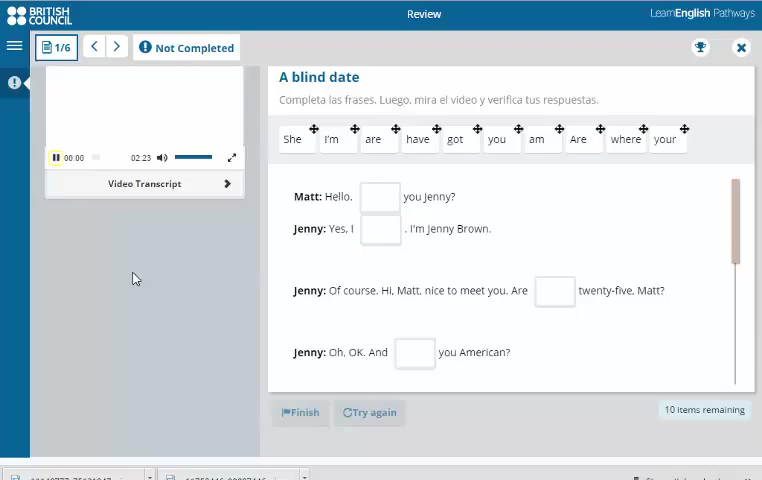 BRITISH COUNCIL
Review
LearnEnglish Pathways
1/6
Not Completed
A blind date
Completa las frases. Luego, mira el video y verifica tus respuestas.
She I'm are have got you am Are where your
00:00 02:23
Video Transcript
Matt: Hello. you Jenny?
Jenny: Yes, I . I'm Jenny Brown.
Jenny: Of course. Hi, Matt, nice to meet you. Are twenty-five, Matt?
Jenny: Oh, OK. And you American?
Finish
Try again
10 items remaining